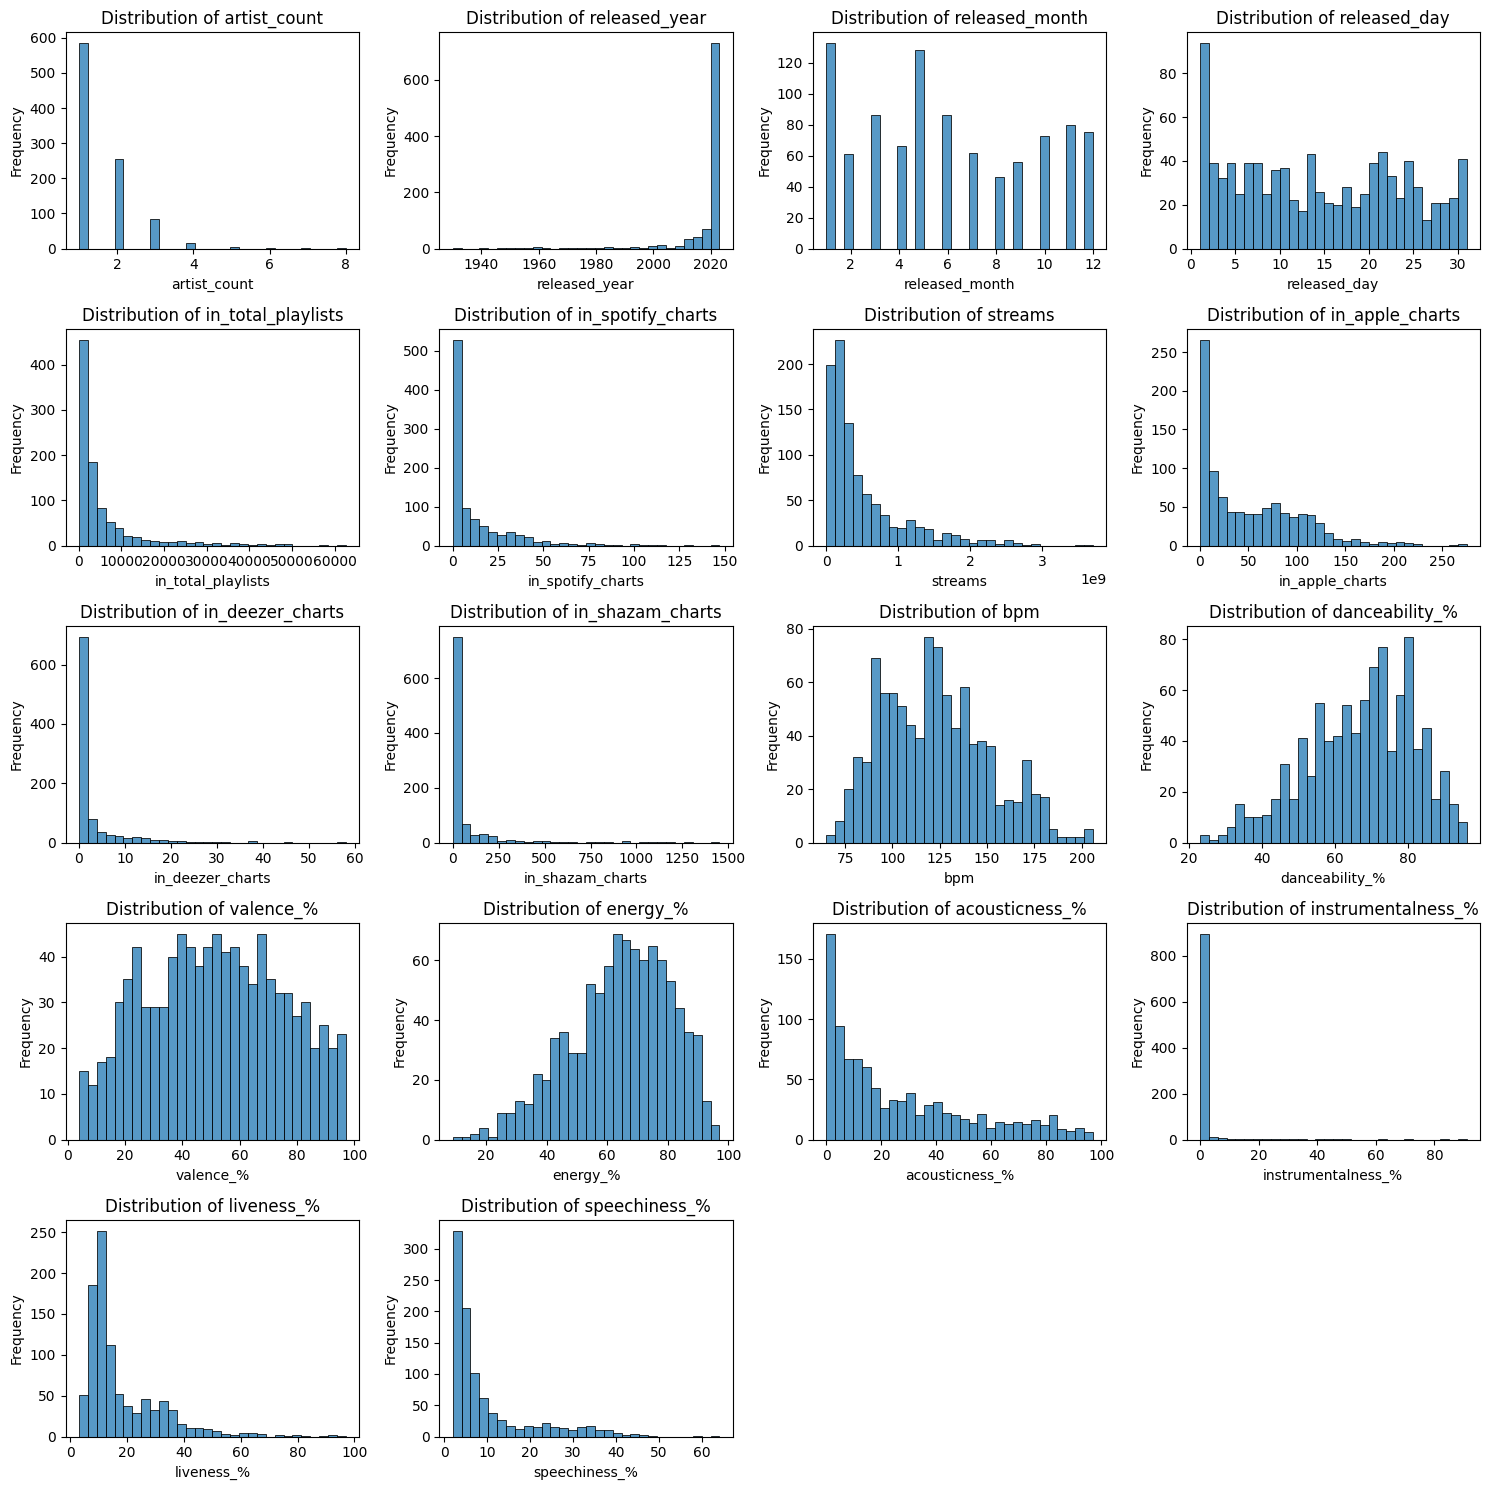 Distribution of artist_count
Frequency
600
500
400
300
200
100
0
2 4 6 8
artist_count
Distribution of released_year
Frequency
600
400
200
0
1940 1960 1980 2000 2020
released_year
Distribution of released_month
Frequency
120
100
80
60
40
20
0
2 4 6 8 10 12
released_month
Distribution of released_day
Frequency
80
60
40
20
0
0 5 10 15 20 25 30
released_day
Distribution of in_total_playlists
Frequency
400
300
200
100
0
0 10000 20000 30000 40000 50000 60000
in_total_playlists
Distribution of in_spotify_charts
Frequency
500
400
300
200
100
0
0 25 50 75 100 125 150
in_spotify_charts
Distribution of streams
Frequency
200
150
100
50
0
0 1 2 3
1e9
streams
Distribution of in_apple_charts
Frequency
250
200
150
100
50
0
0 50 100 150 200 250
in_apple_charts
Distribution of in_deezer_charts
Frequency
600
400
200
0
0 10 20 30 40 50 60
in_deezer_charts
Distribution of in_shazam_charts
Frequency
600
400
200
0
0 250 500 750 1000 1250 1500
in_shazam_charts
Distribution of bpm
Frequency
80
60
40
20
0
75 100 125 150 175 200
bpm
Distribution of danceability_%
Frequency
80
60
40
20
0
20 40 60 80
danceability_%
Distribution of valence_%
Frequency
40
30
20
10
0
0 20 40 60 80 100
valence_%
Distribution of energy_%
Frequency
60
40
20
0
20 40 60 80 100
energy_%
Distribution of acousticness_%
Frequency
150
100
50
0
0 20 40 60 80 100
acousticness_%
Distribution of instrumentalness_%
Frequency
800
600
400
200
0
0 20 40 60 80
instrumentalness_%
Distribution of liveness_%
Frequency
250
200
150
100
50
0
0 20 40 60 80 100
liveness_%
Distribution of speechiness_%
Frequency
300
250
200
150
100
50
0
0 10 20 30 40 50 60
speechiness_%